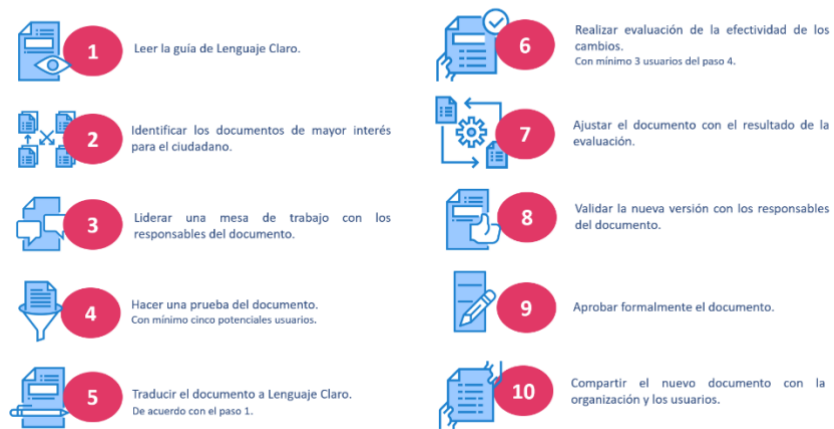 1
Leer la guía de Lenguaje Claro.
2
Identificar los documentos de mayor interés
para el ciudadano.
3
Liderar una mesa de trabajo con los
responsables del documento.
4
Hacer una prueba del documento.
Con mínimo cinco potenciales usuarios.
5
Traducir el documento a Lenguaje Claro.
De acuerdo con el paso 1.
6
Realizar evaluación de la efectividad de los
cambios.
Con mínimo 3 usuarios del paso 4.
7
Ajustar el documento con el resultado de la
evaluación.
8
Validar la nueva versión con los responsables
del documento.
9
Aprobar formalmente el documento.
10
Compartir el nuevo documento con la
organización y los usuarios.